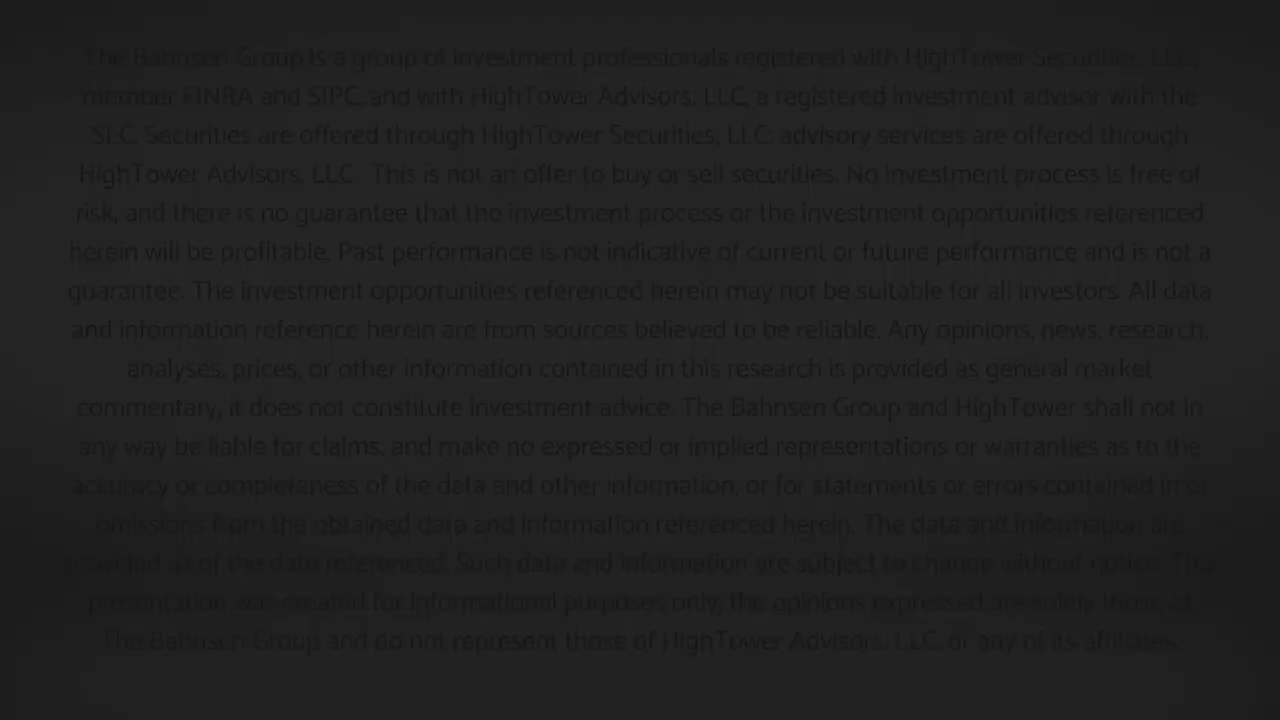 The Bahnsen Group is a group of investment professionals registered with HighTower Securities, LLC,
member FINRA and SIPC, and with HighTower Advisors, LLC, a registered investment advisor with the
SEC. Securities are offered through HighTower Securities, LLC; advisory services are offered through
HighTower Advisors, LLC. This is not an offer to buy or sell securities. No investment process is free of
risk, and there is no guarantee that the investment process or the investment opportunities referenced
herein will be profitable. Past performance is not indicative of current or future performance and is not a
guarantee. The investment opportunities referenced herein may not be suitable for all investors. All data
and information reference herein are from sources believed to be reliable. Any opinions, news, research,
analyses, prices, or other information contained in this research is provided as general market
commentary, it does not constitute investment advice. The Bahnsen Group and HighTower shall not in
any way be liable for claims, and make no expressed or implied representations or warranties as to the
accuracy or completeness of the data and other information, or for statements or errors contained in or
omissions from the obtained data and information referenced herein. The data and information are
provided as of the date referenced. Such data and information are subject to change without notice. This
presentation was created for informational purposes only; the opinions expressed are solely those of
The Bahnsen Group and do not represent those of HighTower Advisors, LLC, or any of its affiliates.